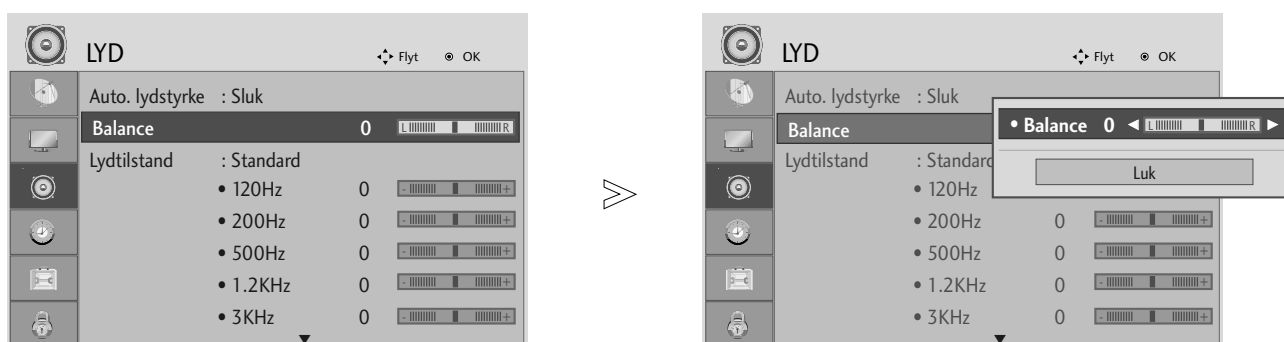 LYD
Flyt OK
Auto. lydstyrke : Sluk
Balance 0 L R
Lydtilstand : Standard
• 120Hz 0 - +
• 200Hz 0 - +
• 500Hz 0 - +
• 1.2KHz 0 - +
• 3KHz 0 - +
LYD
Flyt OK
Auto. lydstyrke : Sluk
Balance
• Balance 0 ◄ L R ►
Luk
Lydtilstand : Standard
• 120Hz
• 200Hz 0 - +
• 500Hz 0 - +
• 1.2KHz 0 - +
• 3KHz 0 - +